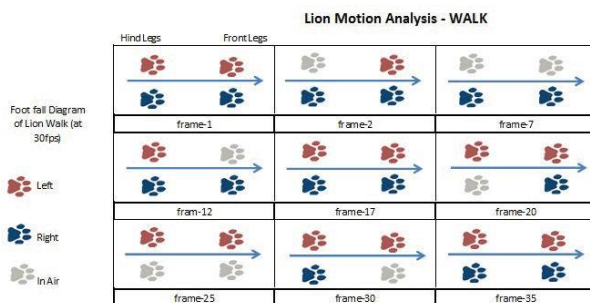 Lion Motion Analysis - WALK
Hind Legs Front Legs
Foot fall Diagram
of Lion Walk (at
30fps)
Left
Right
In Air
frame-1 frame-2 frame-7
fram-12 frame-17 frame-20
frame-25 frame-30 frame-35